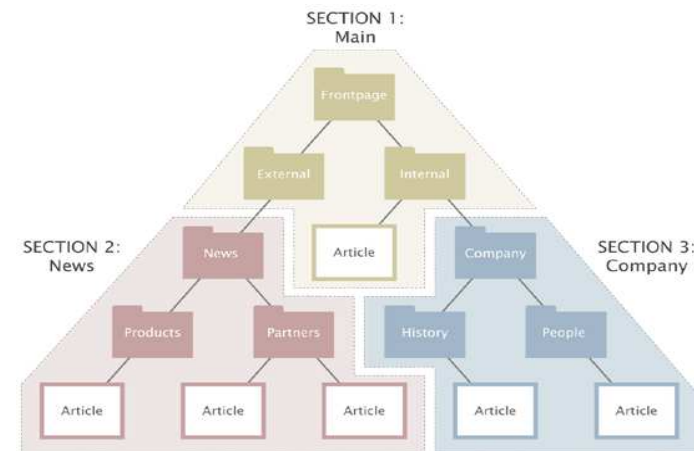 SECTION 1:
Main
Frontpage
External
Internal
SECTION 2:
News
News
Article
Company
SECTION 3:
Company
Products
Partners
History
People
Article
Article
Article
Article
Article